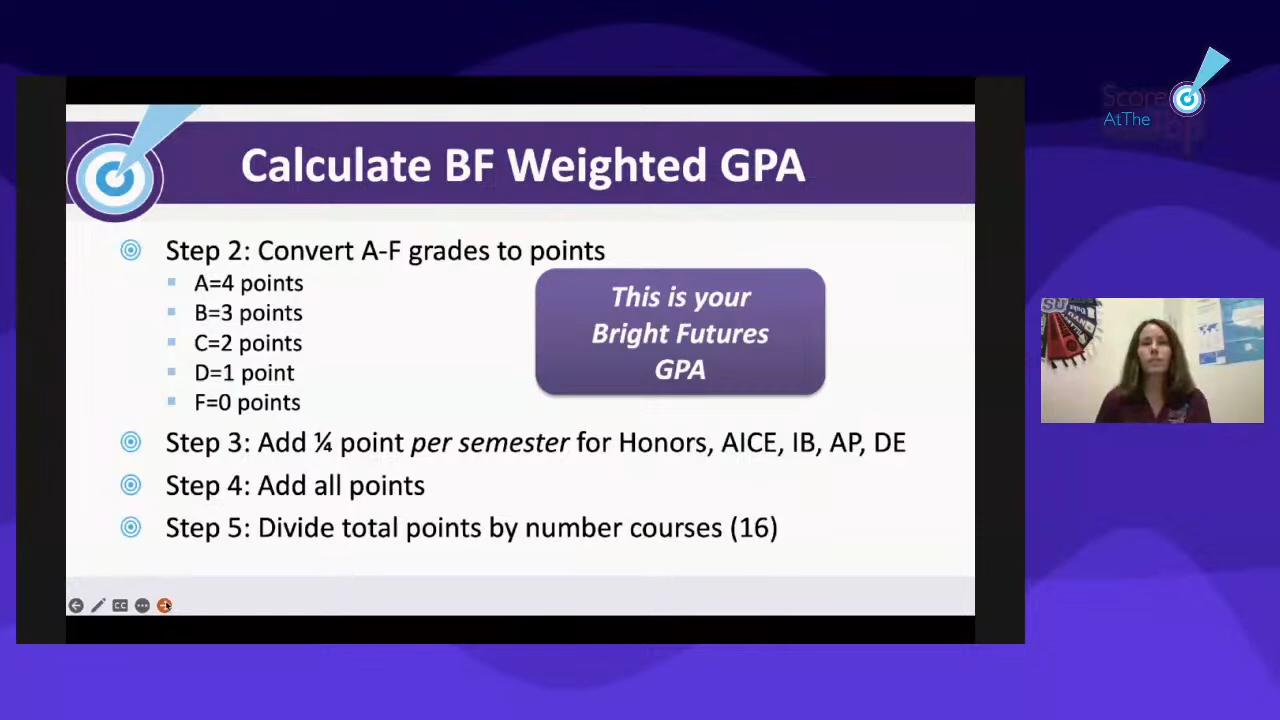 Score
AtThe
Calculate BF Weighted GPA
Step 2: Convert A-F grades to points
A=4 points
B=3 points
C=2 points
D=1 point
F=0 points
This is your
Bright Futures
GPA
Step 3: Add ¼ point per semester for Honors, AICE, IB, AP, DE
Step 4: Add all points
Step 5: Divide total points by number courses (16)
CC
SU